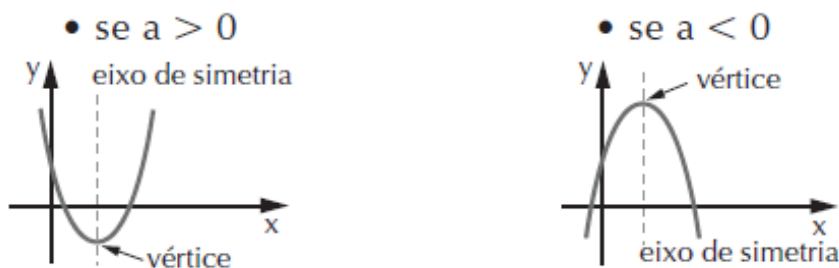 • se a > 0
y
eixo de simetria
x
vértice
• se a < 0
y
vértice
x
eixo de simetria